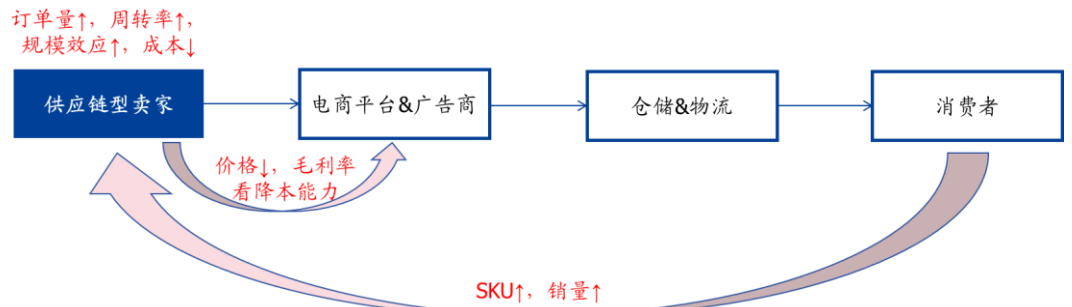 订单量↑，周转率↑，
规模效应↑，成本↓
供应链型卖家
电商平台&广告商
仓储&物流
消费者
价格↓，毛利率
看降本能力
SKU↑，销量↑